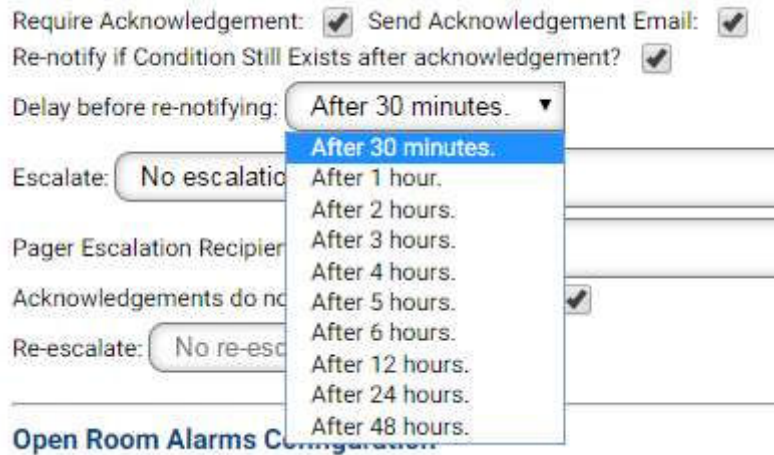 Require Acknowledgement: Send Acknowledgement Email:
Re-notify if Condition Still Exists after acknowledgement?
Delay before re-notifying: After 30 minutes.
After 30 minutes.
After 1 hour.
After 2 hours.
After 3 hours.
After 4 hours.
After 5 hours.
After 6 hours.
After 12 hours.
After 24 hours.
After 48 hours.
Escalate: No escalatio
Pager Escalation Recipier
Acknowledgements do no
Re-escalate: No re-esc
Open Room Alarms Configuration